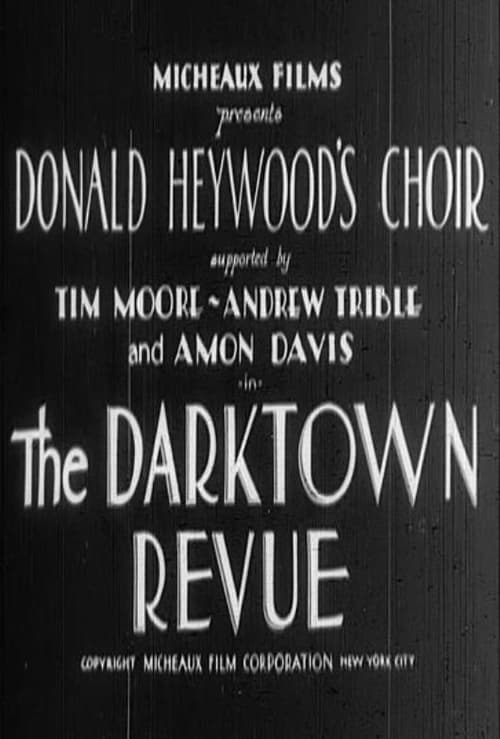 MICHEAUX FILMS
presents
DONALD HEYWOOD'S CHOIR
supported by
TIM MOORE ~ ANDREW TRIBLE
and AMON DAVIS
-in-
The DARKTOWN
REVUE
COPYRIGHT MICHEAUX FILM CORPORATION NEW YORK CITY